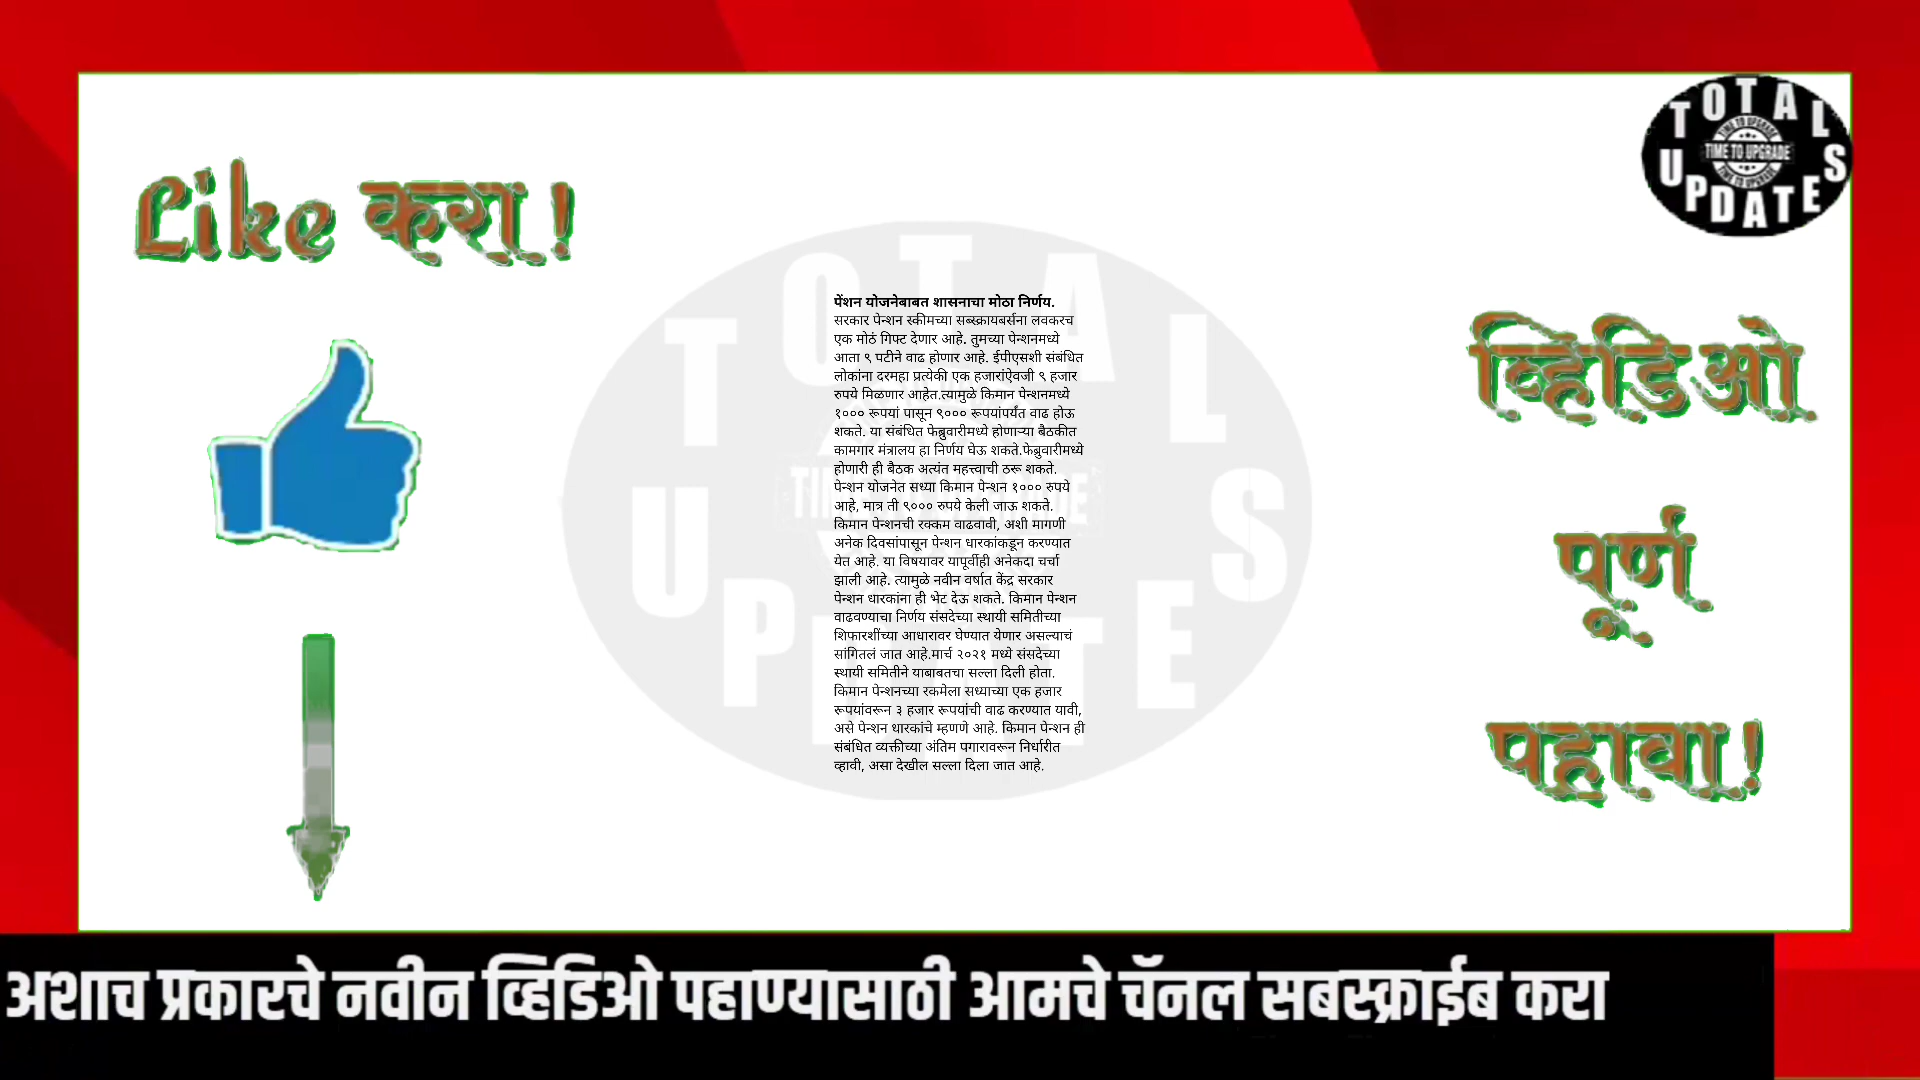 Like करा !
TOTAL
TIME TO UPGRADE
TIME TO UPGRADE
TIME TO UPGRADE
UPDATES
पेंशन योजनेबाबत शासनाचा मोठा निर्णय.
सरकार पेन्शन स्कीमच्या सब्स्क्रायबर्सना लवकरच
एक मोठं गिफ्ट देणार आहे. तुमच्या पेन्शनमध्ये
आता ९ पटीने वाढ होणार आहे. ईपीएसशी संबंधित
लोकांना दरमहा प्रत्येकी एक हजारांऐवजी ९ हजार
रुपये मिळणार आहेत.त्यामुळे किमान पेन्शनमध्ये
१००० रूपयां पासून ९००० रूपयांपर्यंत वाढ होऊ
शकते. या संबंधित फेब्रुवारीमध्ये होणाऱ्या बैठकीत
कामगार मंत्रालय हा निर्णय घेऊ शकते.फेब्रुवारीमध्ये
होणारी ही बैठक अत्यंत महत्त्वाची ठरू शकते.
पेन्शन योजनेत सध्या किमान पेन्शन १००० रुपये
आहे, मात्र ती ९००० रुपये केली जाऊ शकते.
किमान पेन्शनची रक्कम वाढवावी, अशी मागणी
अनेक दिवसांपासून पेन्शन धारकांकडून करण्यात
येत आहे. या विषयावर यापूर्वीही अनेकदा चर्चा
झाली आहे. त्यामुळे नवीन वर्षात केंद्र सरकार
पेन्शन धारकांना ही भेट देऊ शकते. किमान पेन्शन
वाढवण्याचा निर्णय संसदेच्या स्थायी समितीच्या
शिफारशींच्या आधारावर घेण्यात येणार असल्याचं
सांगितलं जात आहे.मार्च २०२१ मध्ये संसदेच्या
स्थायी समितीने याबाबतचा सल्ला दिली होता.
किमान पेन्शनच्या रकमेला सध्याच्या एक हजार
रूपयांवरून ३ हजार रूपयांची वाढ करण्यात यावी,
असे पेन्शन धारकांचे म्हणणे आहे. किमान पेन्शन ही
संबंधित व्यक्तीच्या अंतिम पगारावरून निर्धारीत
व्हावी, असा देखील सल्ला दिला जात आहे.
व्हिडिओ
पूर्ण
पहावा !
अशाच प्रकारचे नवीन व्हिडिओ पहाण्यासाठी आमचे चॅनल सबस्क्राईब करा